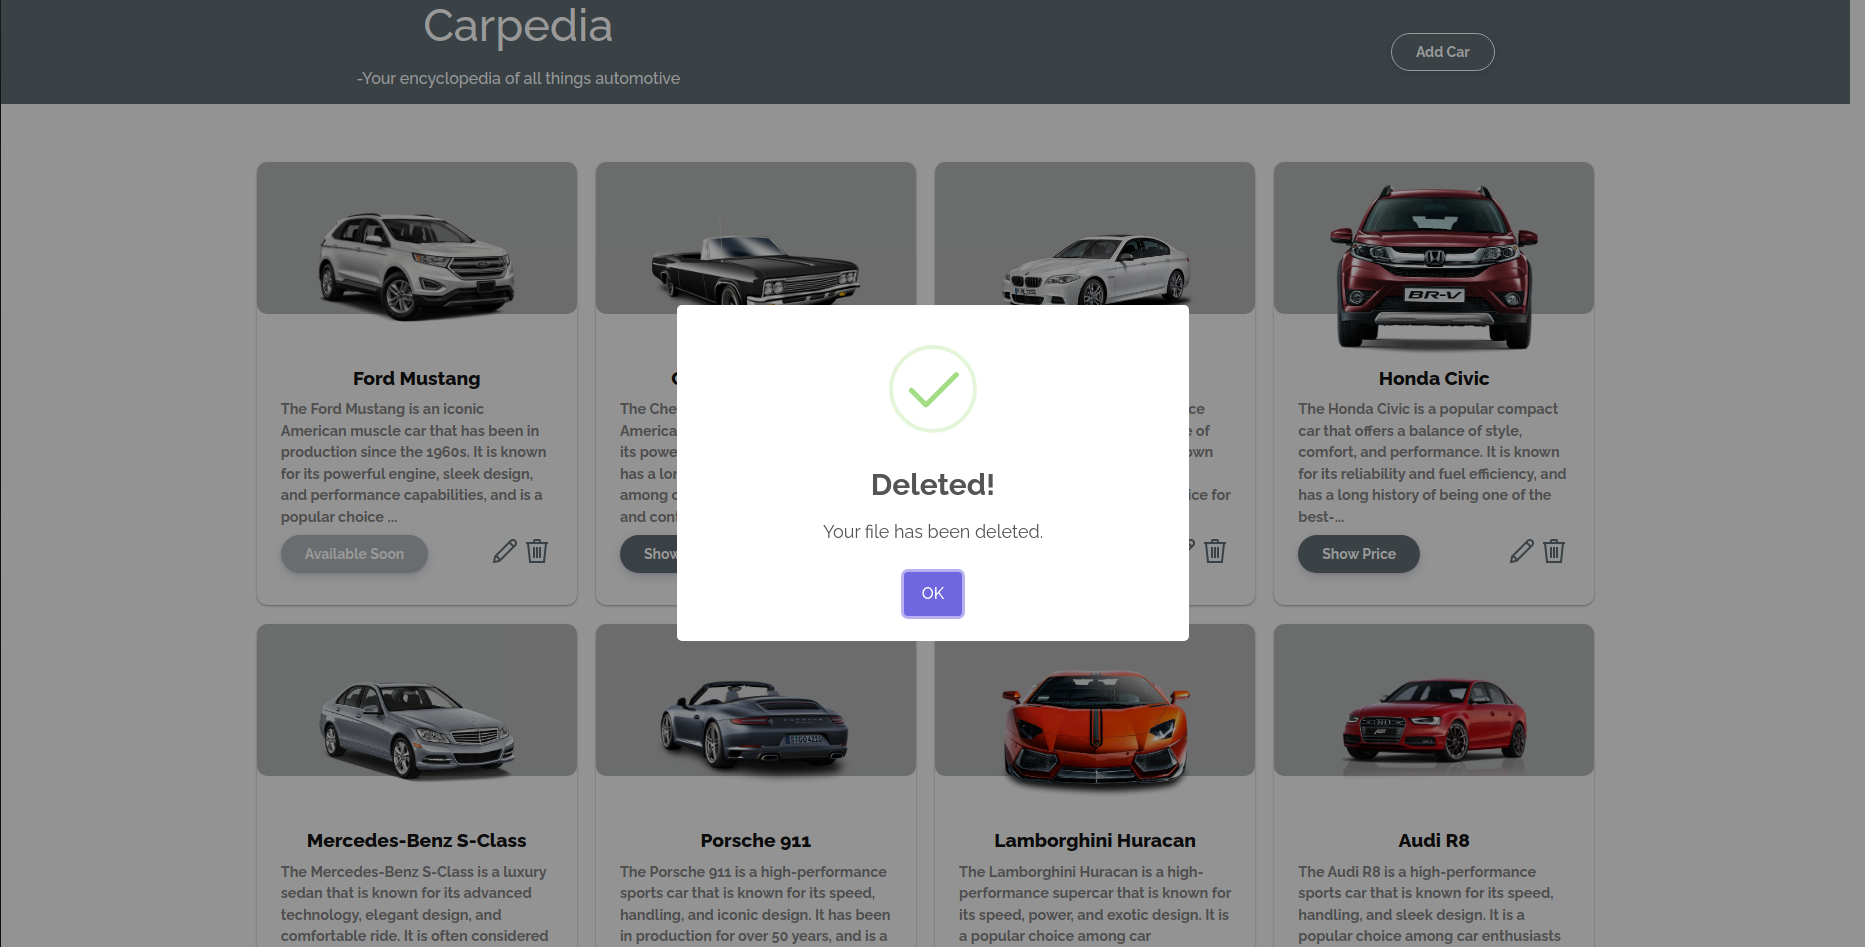 Carpedia
-Your encyclopedia of all things automotive
Add Car
Ford Mustang
The Ford Mustang is an iconic
American muscle car that has been in
production since the 1960s. It is known
for its powerful engine, sleek design,
and performance capabilities, and is a
popular choice ...
Available Soon
The Che
America
its powe
has a lon
among c
and cont
Show
ce
e of
own
ice for
BR-V
Honda Civic
The Honda Civic is a popular compact
car that offers a balance of style,
comfort, and performance. It is known
for its reliability and fuel efficiency, and
has a long history of being one of the
best-...
Show Price
Deleted!
Your file has been deleted.
OK
Mercedes-Benz S-Class
The Mercedes-Benz S-Class is a luxury
sedan that is known for its advanced
technology, elegant design, and
comfortable ride. It is often considered
PORSCHE
Porsche 911
The Porsche 911 is a high-performance
sports car that is known for its speed,
handling, and iconic design. It has been
in production for over 50 years, and is a
Lamborghini Huracan
The Lamborghini Huracan is a high-
performance supercar that is known for
its speed, power, and exotic design. It is
a popular choice among car
Audi R8
The Audi R8 is a high-performance
sports car that is known for its speed,
handling, and sleek design. It is a
popular choice among car enthusiasts